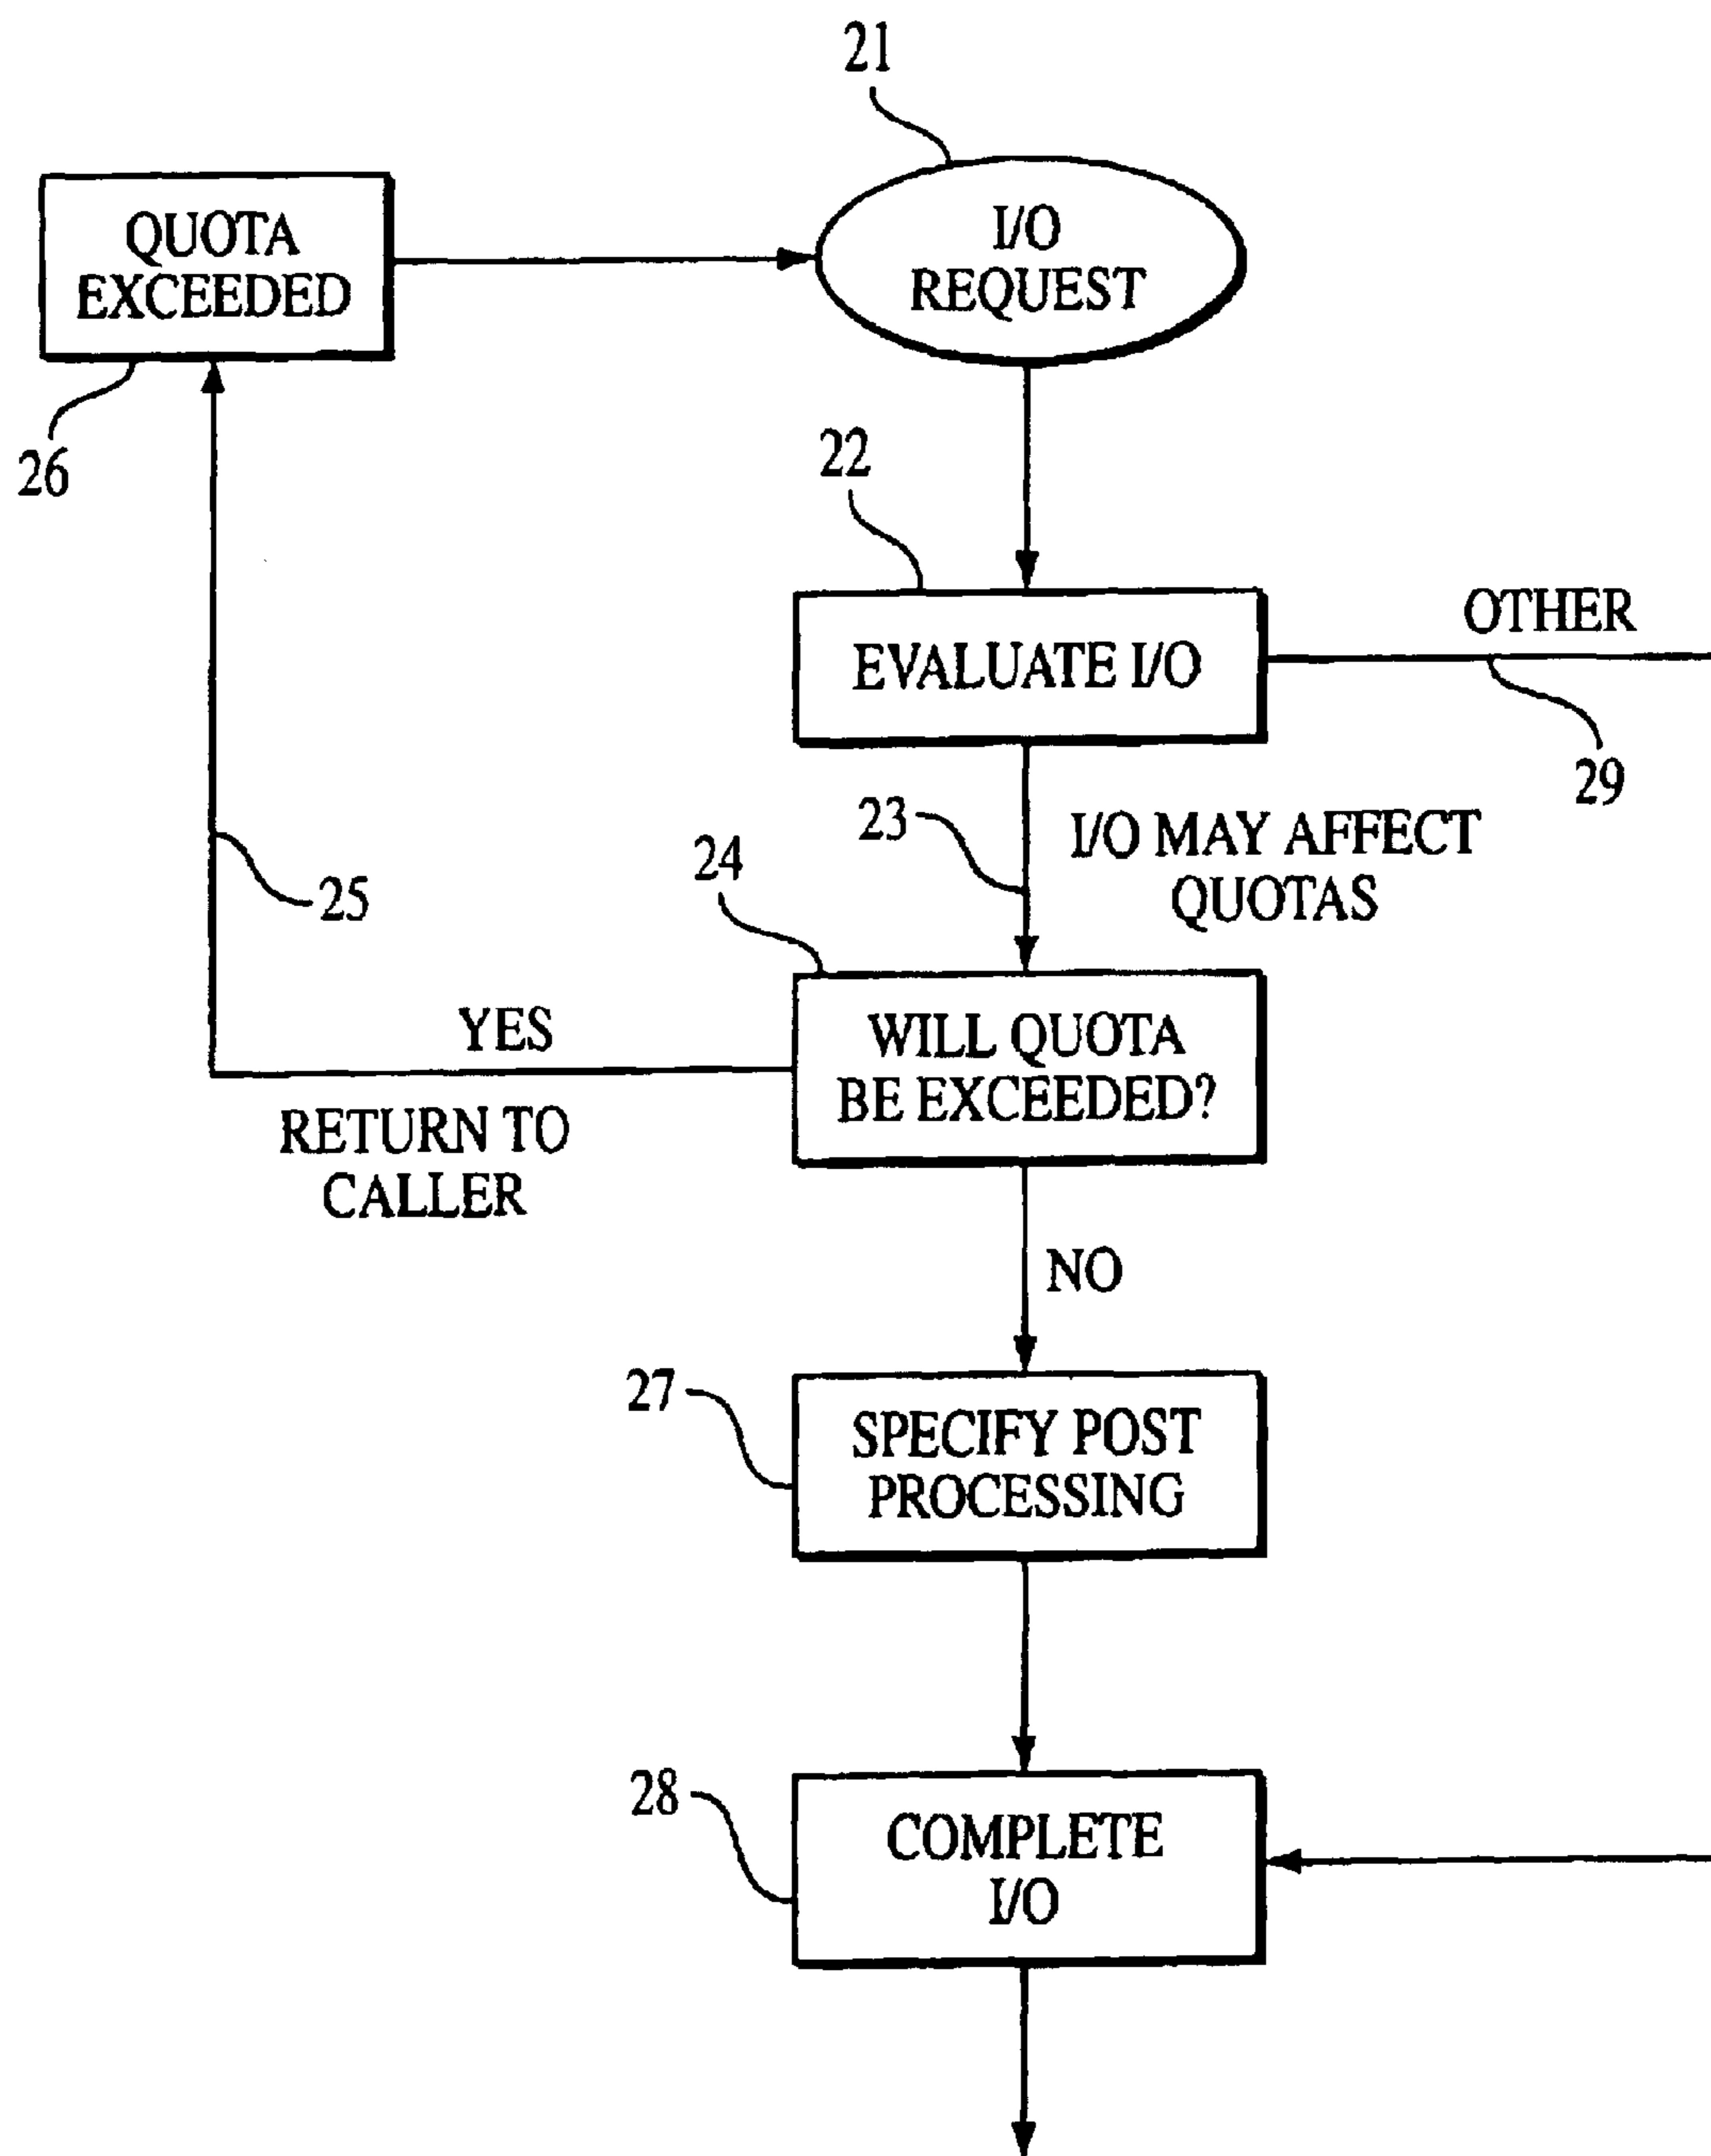 21
QUOTA
EXCEEDED
I/O
REQUEST
26
22
OTHER
EVALUATE I/O
29
23
I/O MAY AFFECT
QUOTAS
24
25
YES
WILL QUOTA
BE EXCEEDED?
RETURN TO
CALLER
NO
27
SPECIFY POST
PROCESSING
28
COMPLETE
I/O